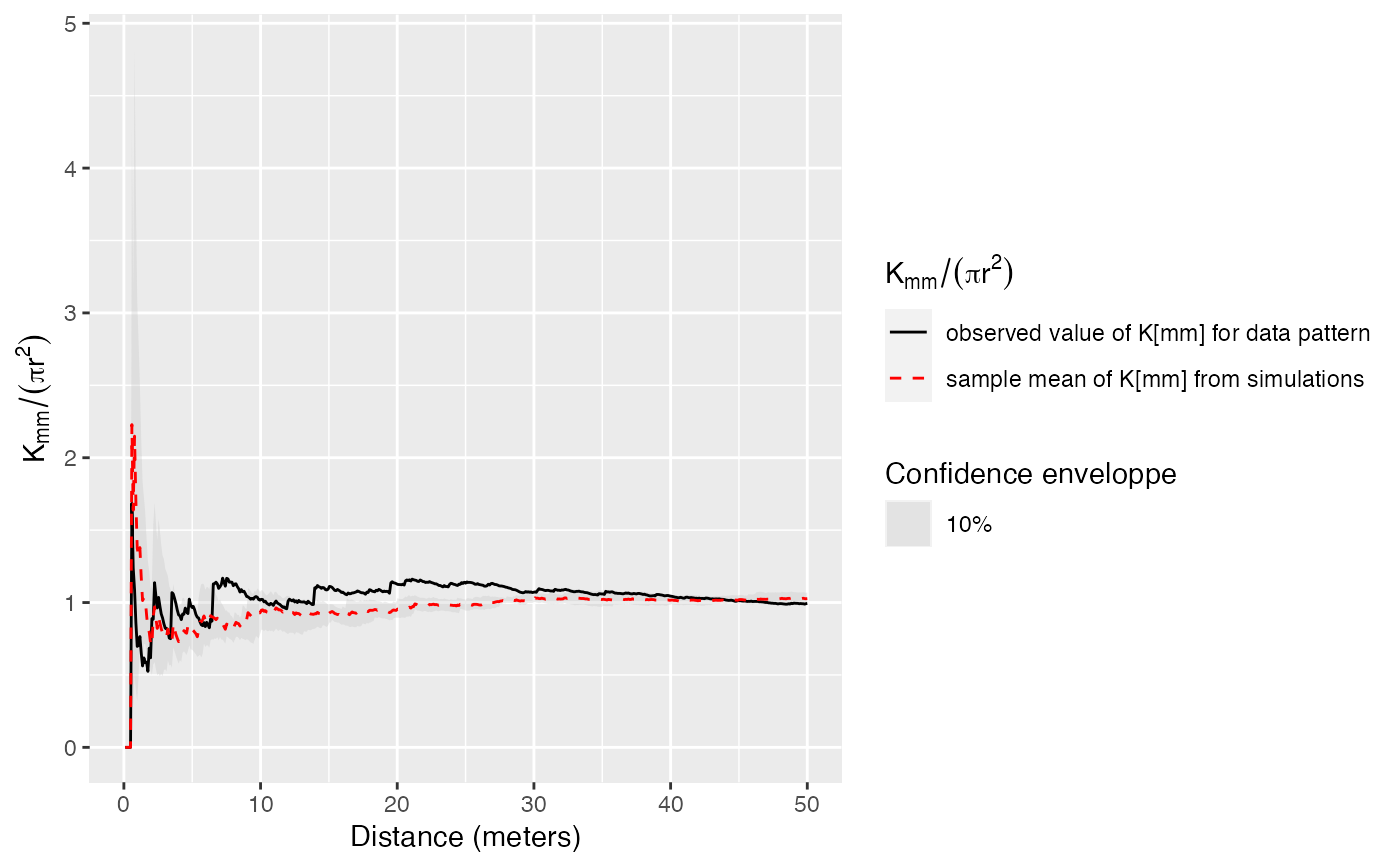 5
4
3
2
1
0
Kmm/(πr²)
0 10 20 30 40 50
Distance (meters)
Kmm/(πr²)
observed value of K[mm] for data pattern
sample mean of K[mm] from simulations
Confidence enveloppe
10%